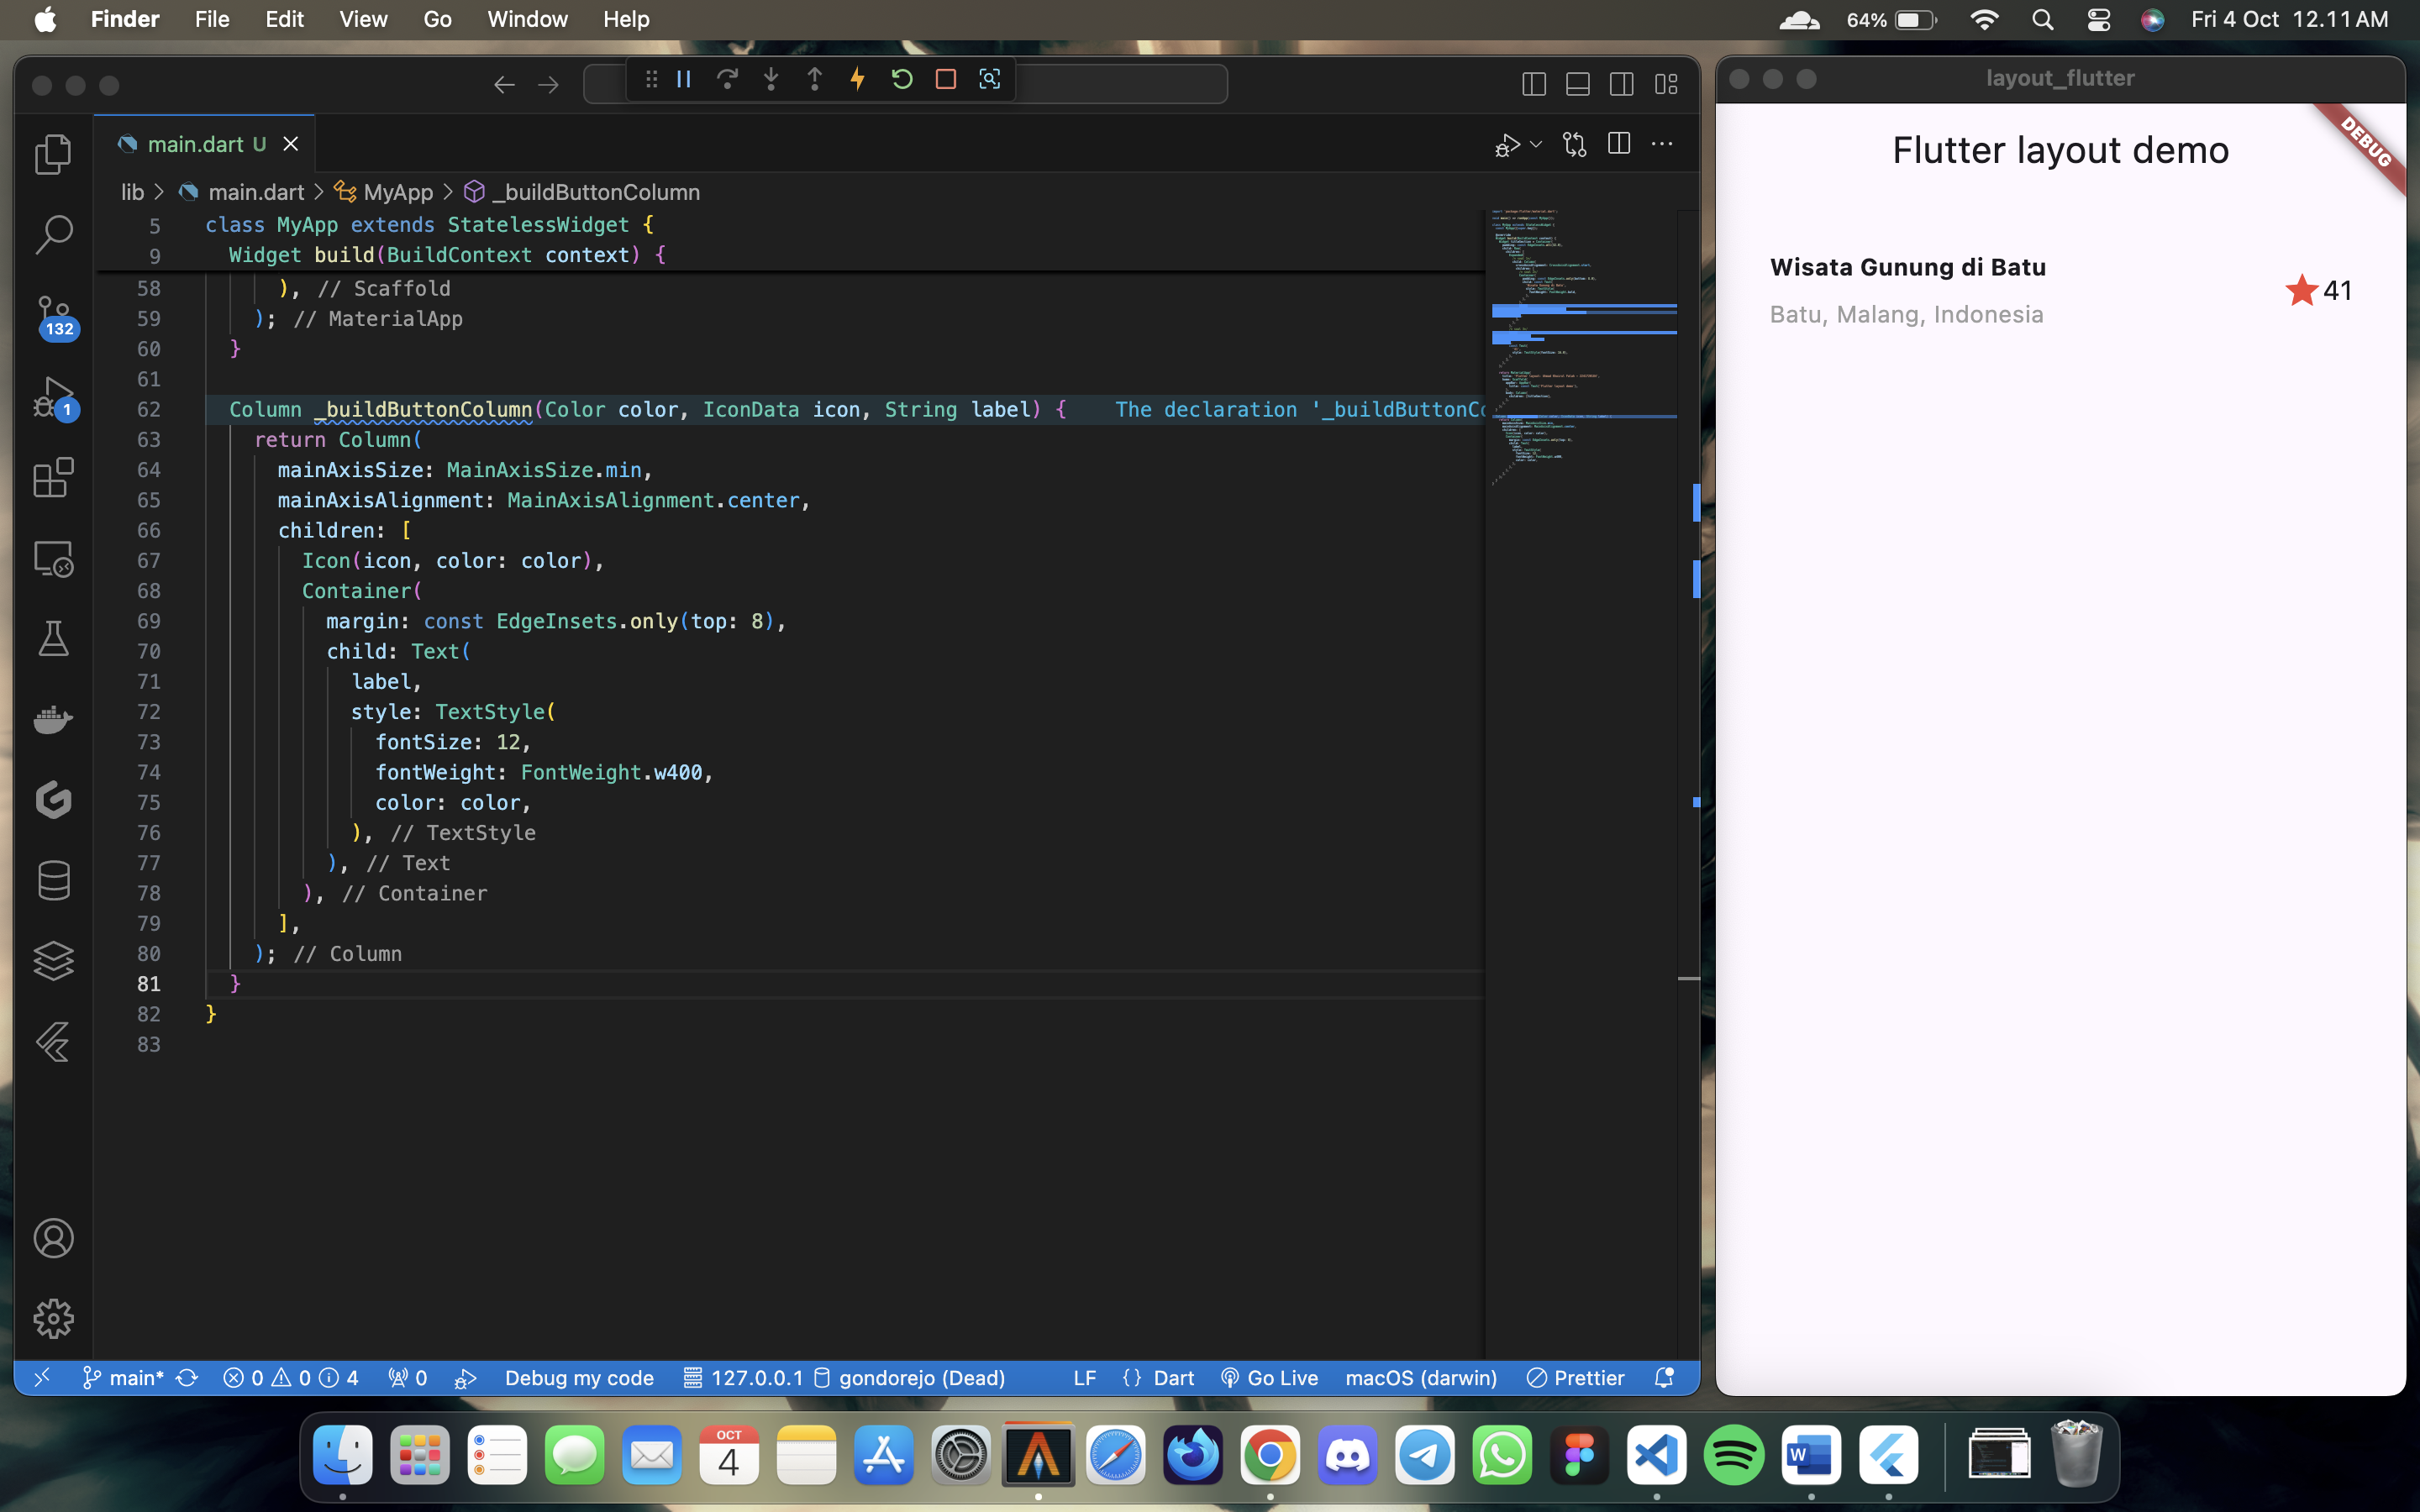 Finder File Edit View Go Window Help 64% Fri 4 Oct 12.11 AM
layout_flutter
main.dart U
lib > main.dart > MyApp > _buildButtonColumn
5 class MyApp extends StatelessWidget {
9 Widget build(BuildContext context) {
58 ), // Scaffold
59 ); // MaterialApp
60 }
61
62 Column _buildButtonColumn(Color color, IconData icon, String label) { The declaration '_buildButtonCo
63 return Column(
64 mainAxisSize: MainAxisSize.min,
65 mainAxisAlignment: MainAxisAlignment.center,
66 children: [
67 Icon(icon, color: color),
68 Container(
69 margin: const EdgeInsets.only(top: 8),
70 child: Text(
71 label,
72 style: TextStyle(
73 fontSize: 12,
74 fontWeight: FontWeight.w400,
75 color: color,
76 ), // TextStyle
77 ), // Text
78 ), // Container
79 ],
80 ); // Column
81 }
82 }
83
132
1
Flutter layout demo
DEBUG
Wisata Gunung di Batu
Batu, Malang, Indonesia
41
main* 0 0 4 0 Debug my code 127.0.0.1 gondorejo (Dead) LF {} Dart Go Live macOS (darwin) Prettier
OCT
4
W